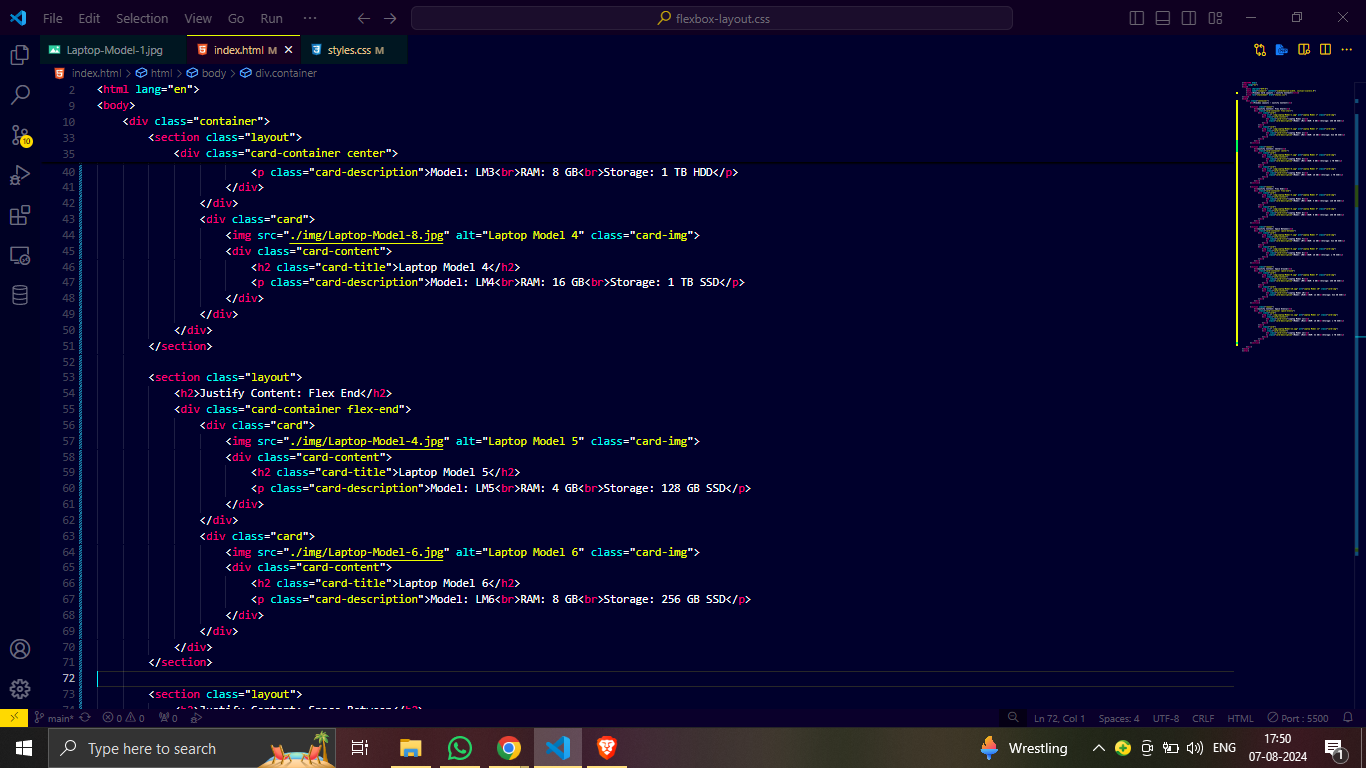 File Edit Selection View Go Run ··· flexbox-layout.css
Laptop-Model-1.jpg index.html M styles.css M
index.html > html > body > div.container
2 <html lang="en">
9 <body>
10 <div class="container">
33 <section class="layout">
35 <div class="card-container center">
40 <p class="card-description">Model: LM3<br>RAM: 8 GB<br>Storage: 1 TB HDD</p>
41 </div>
42 </div>
43 <div class="card">
44 <img src="./img/Laptop-Model-8.jpg" alt="Laptop Model 4" class="card-img">
45 <div class="card-content">
46 <h2 class="card-title">Laptop Model 4</h2>
47 <p class="card-description">Model: LM4<br>RAM: 16 GB<br>Storage: 1 TB SSD</p>
48 </div>
49 </div>
50 </div>
51 </section>
52
53 <section class="layout">
54 <h2>Justify Content: Flex End</h2>
55 <div class="card-container flex-end">
56 <div class="card">
57 <img src="./img/Laptop-Model-4.jpg" alt="Laptop Model 5" class="card-img">
58 <div class="card-content">
59 <h2 class="card-title">Laptop Model 5</h2>
60 <p class="card-description">Model: LM5<br>RAM: 4 GB<br>Storage: 128 GB SSD</p>
61 </div>
62 </div>
63 <div class="card">
64 <img src="./img/Laptop-Model-6.jpg" alt="Laptop Model 6" class="card-img">
65 <div class="card-content">
66 <h2 class="card-title">Laptop Model 6</h2>
67 <p class="card-description">Model: LM6<br>RAM: 8 GB<br>Storage: 256 GB SSD</p>
68 </div>
69 </div>
70 </div>
71 </section>
72
73 <section class="layout">
<h2>Justify Content: Space Between</h2>
10
main* 0 0 0 Ln 72, Col 1 Spaces: 4 UTF-8 CRLF HTML Port : 5500
Type here to search Wrestling ENG 17:50
07-08-2024 1